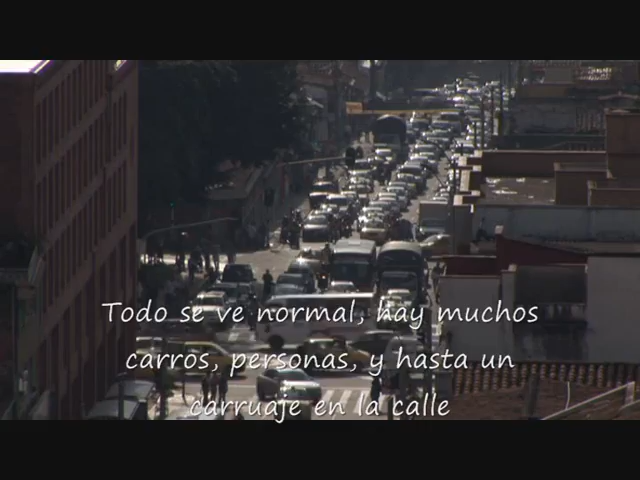 Todo se ve normal, hay muchos
carros, personas, y hasta un
carruaje en la calle